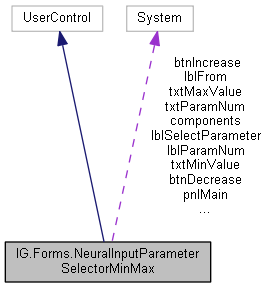 UserControl
System
btnIncrease
lblFrom
txtMaxValue
txtParamNum
components
lblSelectParameter
lblParamNum
txtMinValue
btnDecrease
pnlMain
...
IG.Forms.NeuralInputParameter
SelectorMinMax